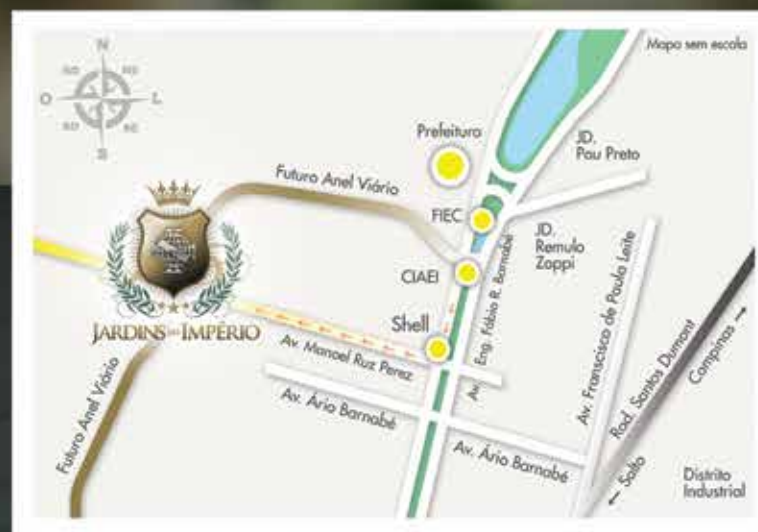 Mapa sem escala
N
NO
NE
O
L
SO
SE
S
Prefeitura
JD.
Pau Preto
Futuro Anel Viário
FIEC
JD.
Remulo
Zoppi
CIAEI
Shell
JARDINS DO IMPÉRIO
Av. Manoel Ruz Perez
Av. Eng. Fábio R. Barnabé
Av. Franscisco de Paula Leite
Rod. Santos Dumont
Campinas →
Futuro Anel Viário
Av. Ário Barnabé
Av. Ário Barnabé
← Salto
Distrito
Industrial